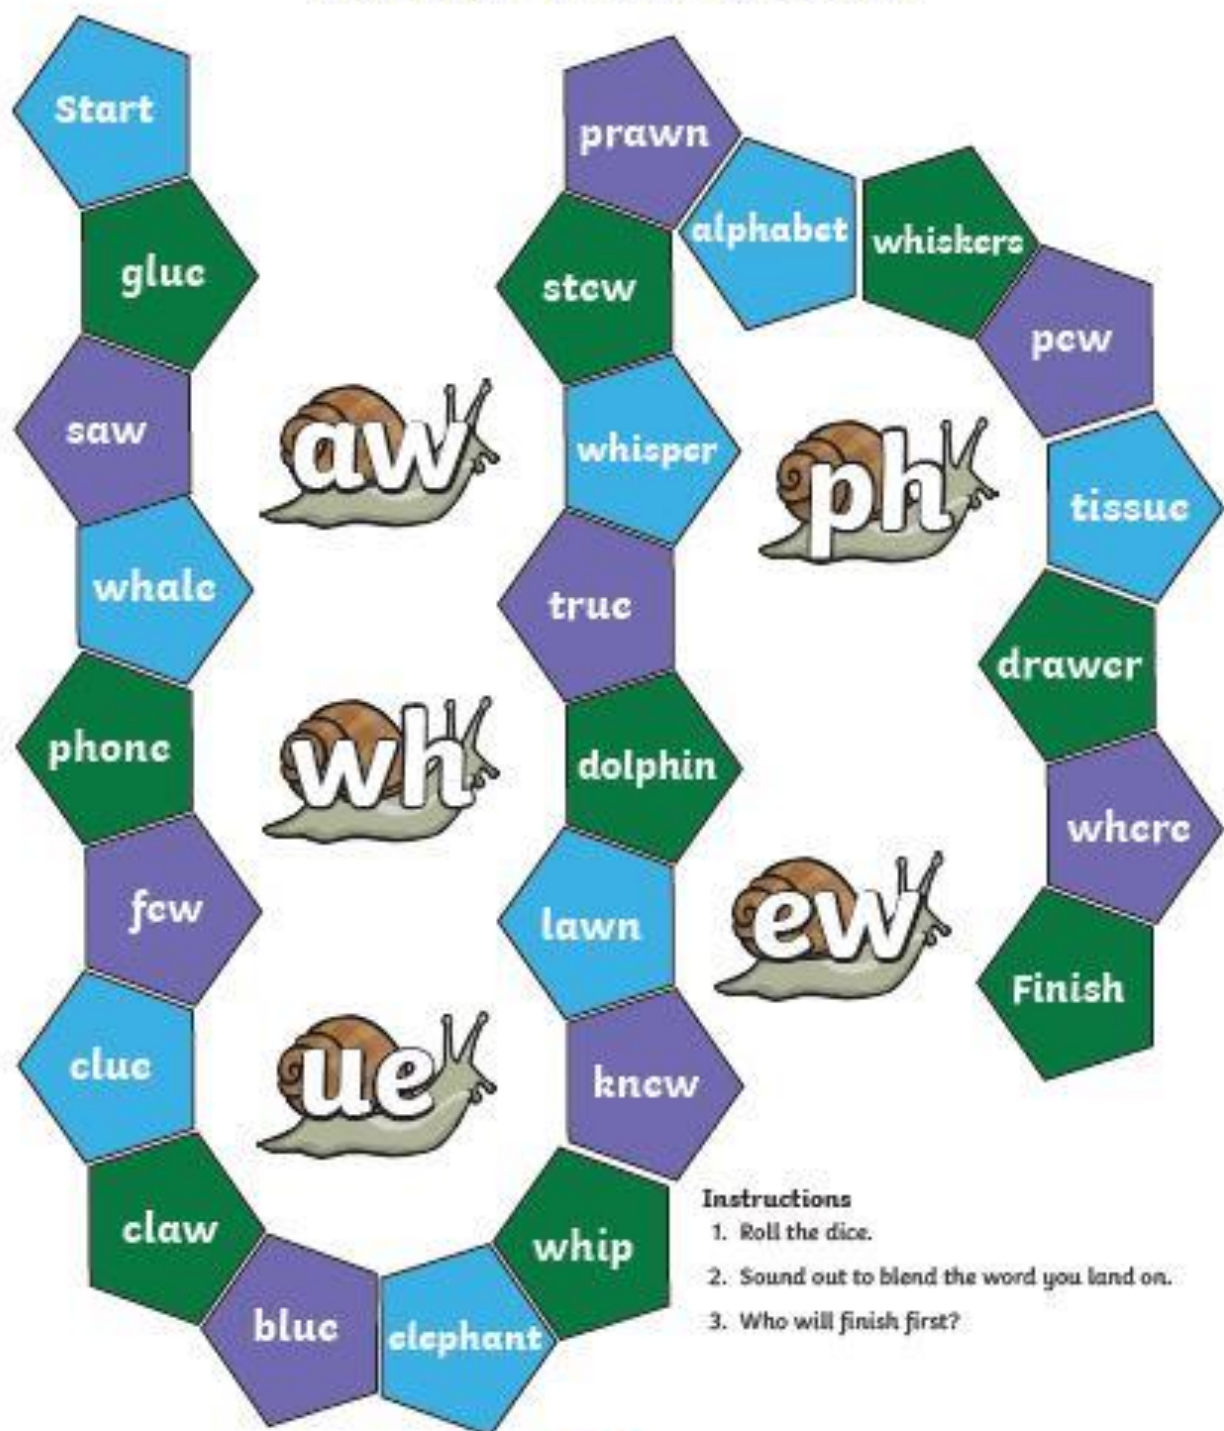 Start
glue
saw
whale
phone
few
clue
claw
blue
elephant
whip
knew
lawn
dolphin
true
whisper
stew
prawn
alphabet
whiskers
pew
tissue
drawer
where
Finish
aw
wh
ue
ph
ew
Instructions
1. Roll the dice.
2. Sound out to blend the word you land on.
3. Who will finish first?